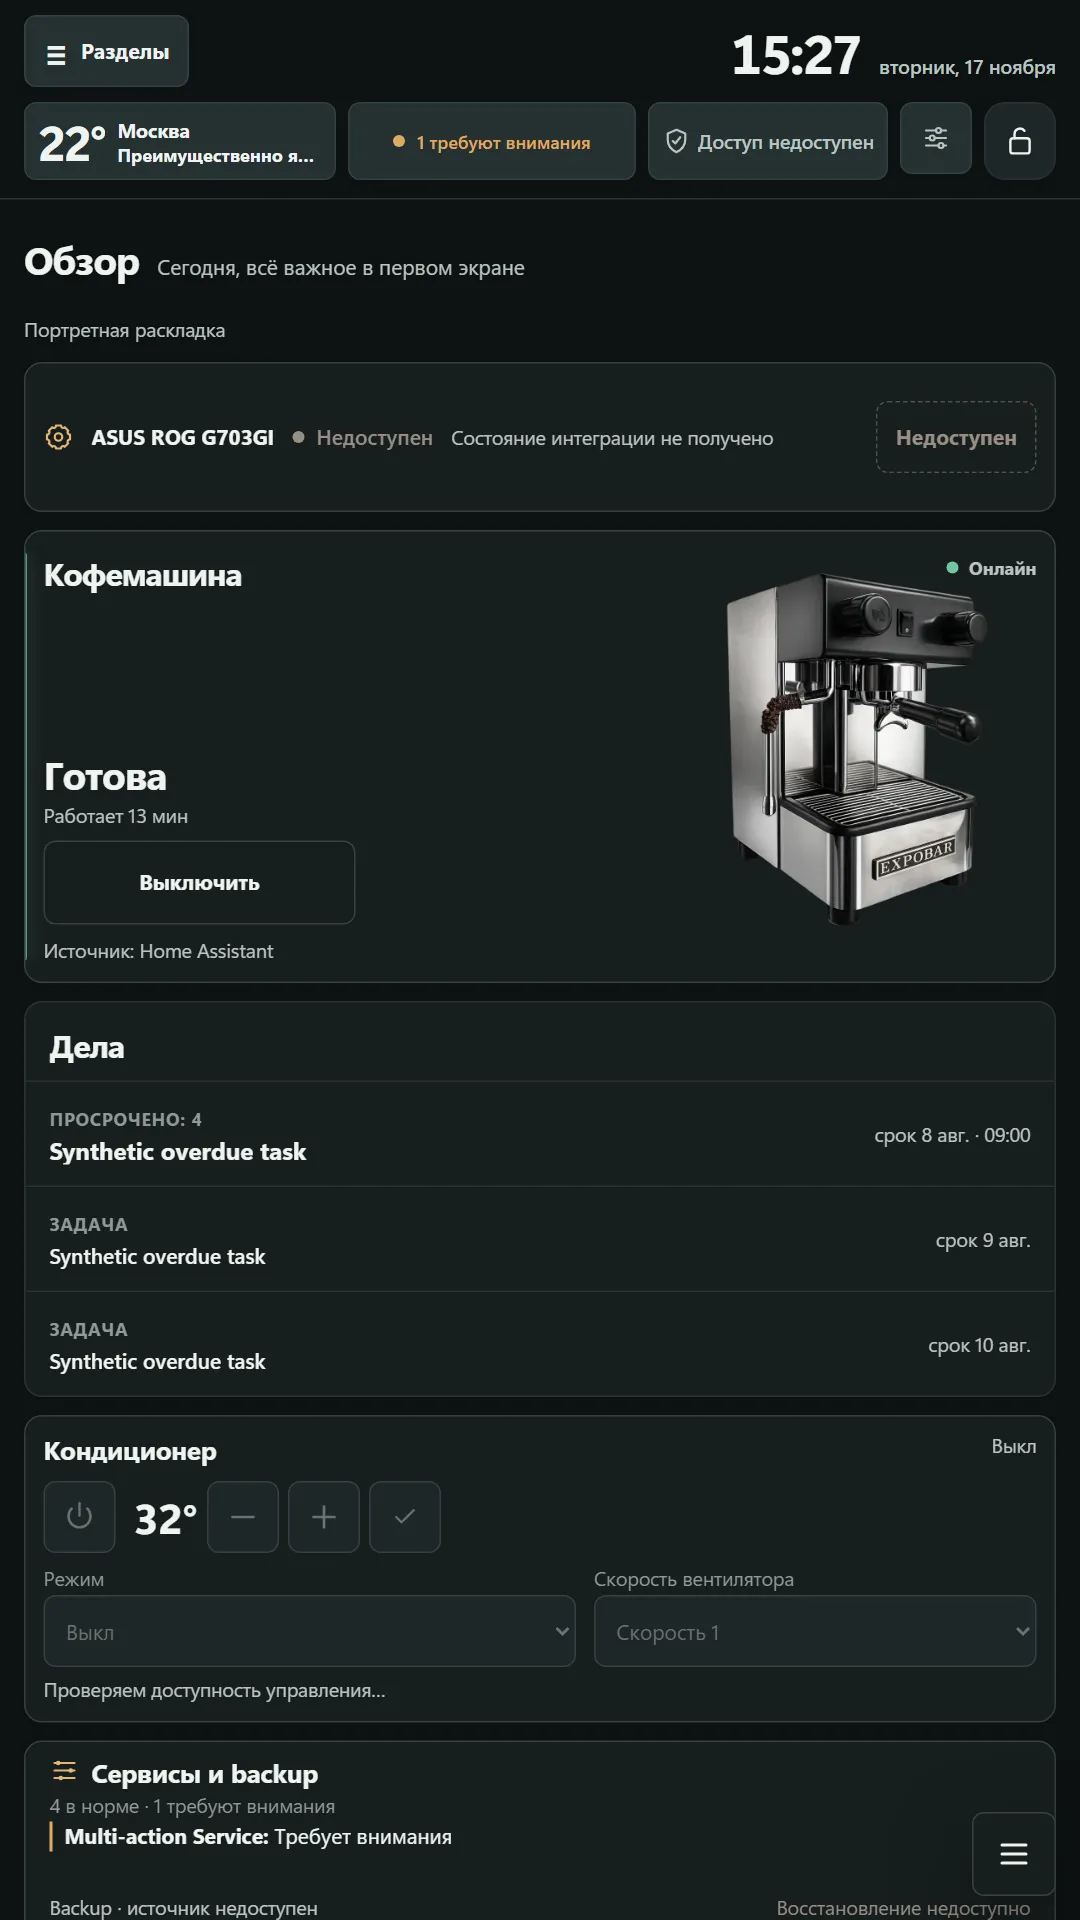 Разделы
15:27 вторник, 17 ноября
22° Москва
Преимущественно я...
1 требуют внимания
Доступ недоступен
Обзор Сегодня, всё важное в первом экране
Портретная раскладка
ASUS ROG G703GI Недоступен Состояние интеграции не получено Недоступен
Кофемашина
Онлайн
EXPOBAR
Готова
Работает 13 мин
Выключить
Источник: Home Assistant
Дела
ПРОСРОЧЕНО: 4
Synthetic overdue task
срок 8 авг. · 09:00
ЗАДАЧА
Synthetic overdue task
срок 9 авг.
ЗАДАЧА
Synthetic overdue task
срок 10 авг.
Кондиционер
Выкл
32°
Режим
Скорость вентилятора
Выкл
Скорость 1
Проверяем доступность управления...
Сервисы и backup
4 в норме · 1 требуют внимания
Multi-action Service: Требует внимания
Backup · источник недоступен
Восстановление недоступно